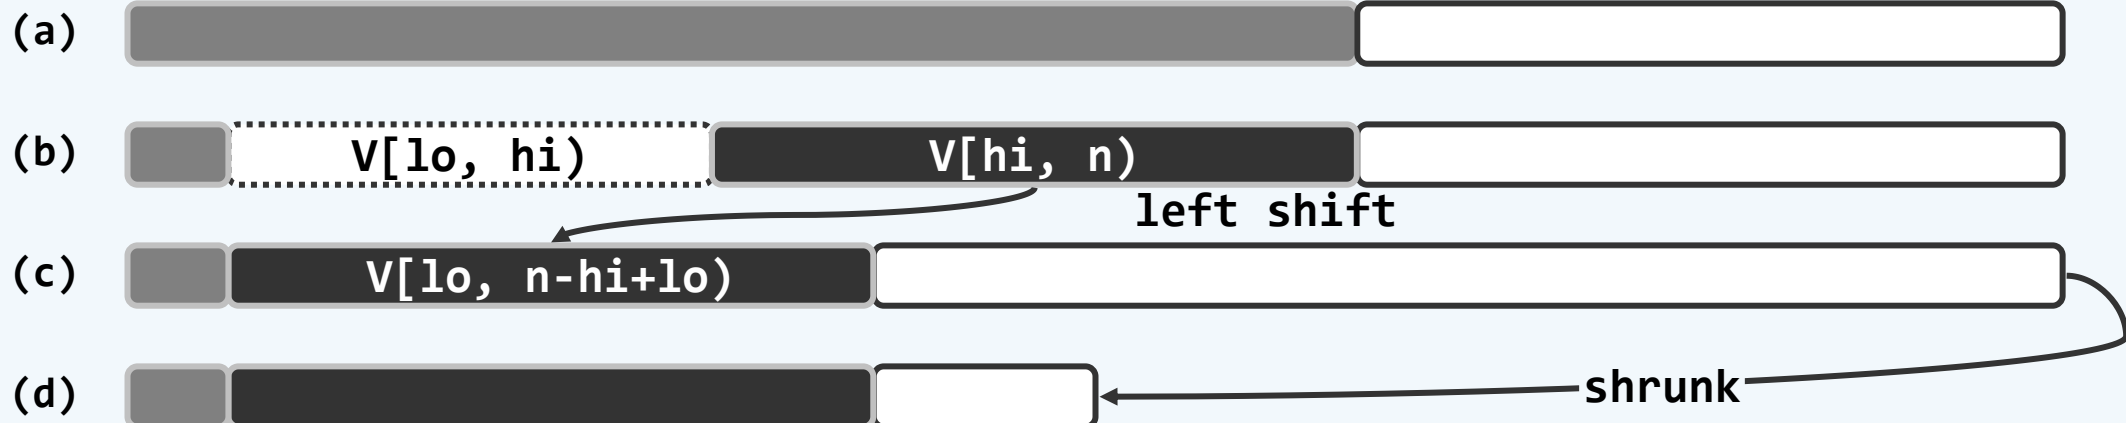 (a)
(b) V[lo, hi) V[hi, n)
left shift
(c) V[lo, n-hi+lo)
(d) shrunk